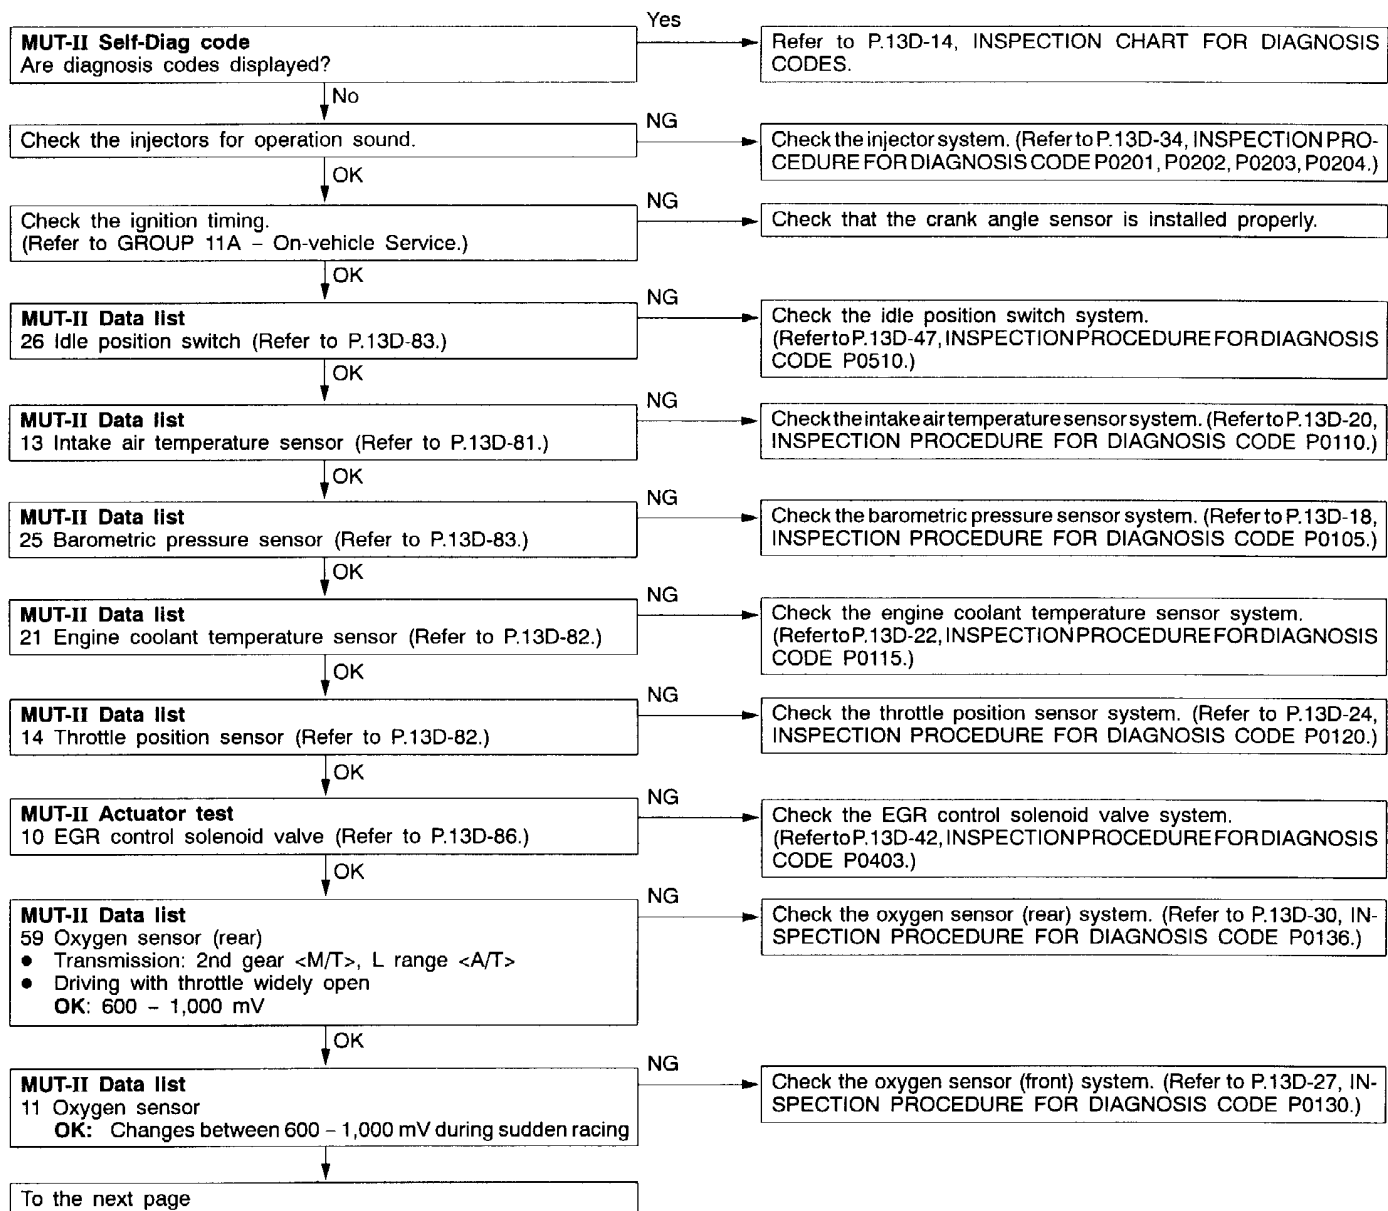 Yes
MUT-II Self-Diag code
Are diagnosis codes displayed?
Refer to P.13D-14, INSPECTION CHART FOR DIAGNOSIS
CODES.
No
NG
Check the injectors for operation sound.
Check the injector system. (Refer to P.13D-34, INSPECTION PRO-
CEDURE FOR DIAGNOSIS CODE P0201, P0202, P0203, P0204.)
OK
NG
Check the ignition timing.
(Refer to GROUP 11A – On-vehicle Service.)
Check that the crank angle sensor is installed properly.
OK
NG
MUT-II Data list
26 Idle position switch (Refer to P.13D-83.)
Check the idle position switch system.
(Refer to P.13D-47, INSPECTION PROCEDURE FOR DIAGNOSIS
CODE P0510.)
OK
NG
MUT-II Data list
13 Intake air temperature sensor (Refer to P.13D-81.)
Check the intake air temperature sensor system. (Refer to P.13D-20,
INSPECTION PROCEDURE FOR DIAGNOSIS CODE P0110.)
OK
NG
MUT-II Data list
25 Barometric pressure sensor (Refer to P.13D-83.)
Check the barometric pressure sensor system. (Refer to P.13D-18,
INSPECTION PROCEDURE FOR DIAGNOSIS CODE P0105.)
OK
NG
MUT-II Data list
21 Engine coolant temperature sensor (Refer to P.13D-82.)
Check the engine coolant temperature sensor system.
(Refer to P.13D-22, INSPECTION PROCEDURE FOR DIAGNOSIS
CODE P0115.)
OK
NG
MUT-II Data list
14 Throttle position sensor (Refer to P.13D-82.)
Check the throttle position sensor system. (Refer to P.13D-24,
INSPECTION PROCEDURE FOR DIAGNOSIS CODE P0120.)
OK
NG
MUT-II Actuator test
10 EGR control solenoid valve (Refer to P.13D-86.)
Check the EGR control solenoid valve system.
(Refer to P.13D-42, INSPECTION PROCEDURE FOR DIAGNOSIS
CODE P0403.)
OK
NG
MUT-II Data list
59 Oxygen sensor (rear)
● Transmission: 2nd gear <M/T>, L range <A/T>
● Driving with throttle widely open
OK: 600 – 1,000 mV
Check the oxygen sensor (rear) system. (Refer to P.13D-30, IN-
SPECTION PROCEDURE FOR DIAGNOSIS CODE P0136.)
OK
NG
MUT-II Data list
11 Oxygen sensor
OK: Changes between 600 – 1,000 mV during sudden racing
Check the oxygen sensor (front) system. (Refer to P.13D-27, IN-
SPECTION PROCEDURE FOR DIAGNOSIS CODE P0130.)
To the next page